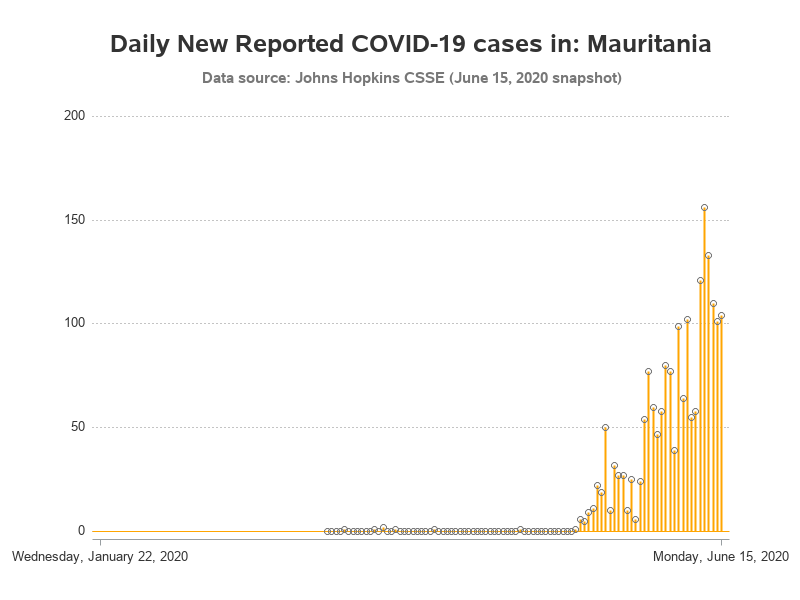 Daily New Reported COVID-19 cases in: Mauritania
Data source: Johns Hopkins CSSE (June 15, 2020 snapshot)
200
150
100
50
0
Wednesday, January 22, 2020
Monday, June 15, 2020